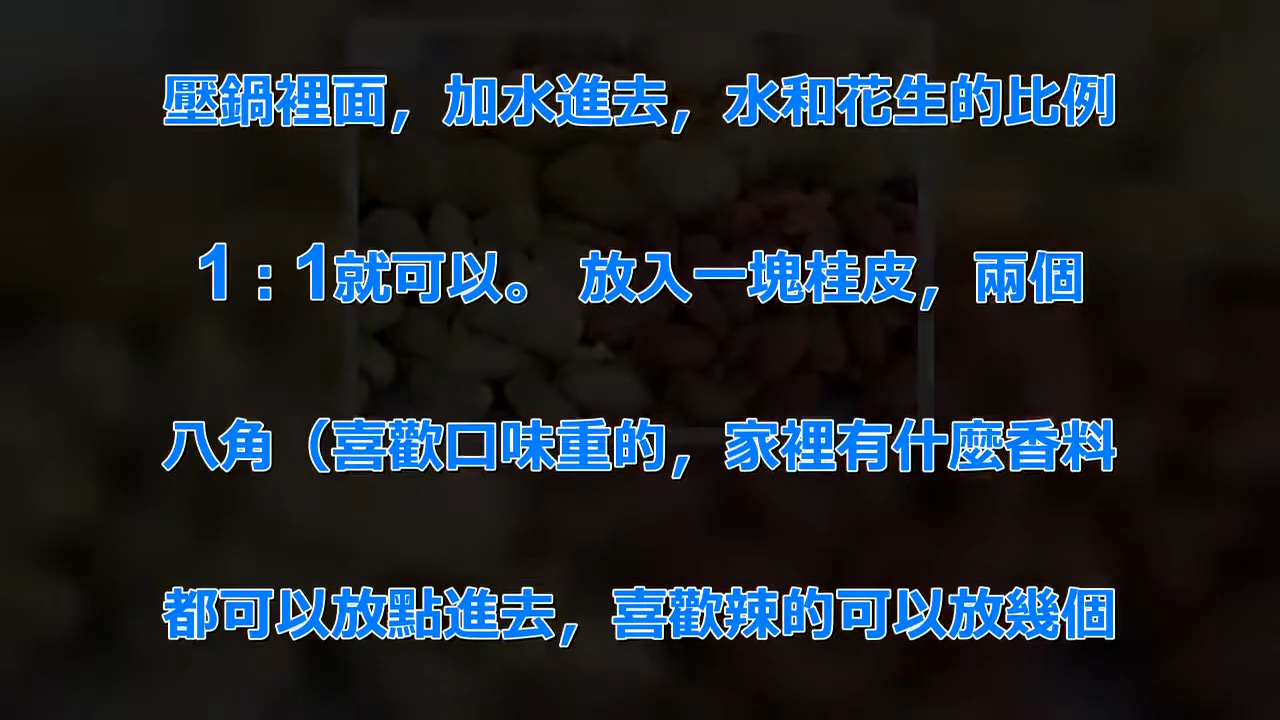 壓鍋裡面，加水進去，水和花生的比例
1：1就可以。 放入一塊桂皮，兩個
八角（喜歡口味重的，家裡有什麼香料
都可以放點進去，喜歡辣的可以放幾個